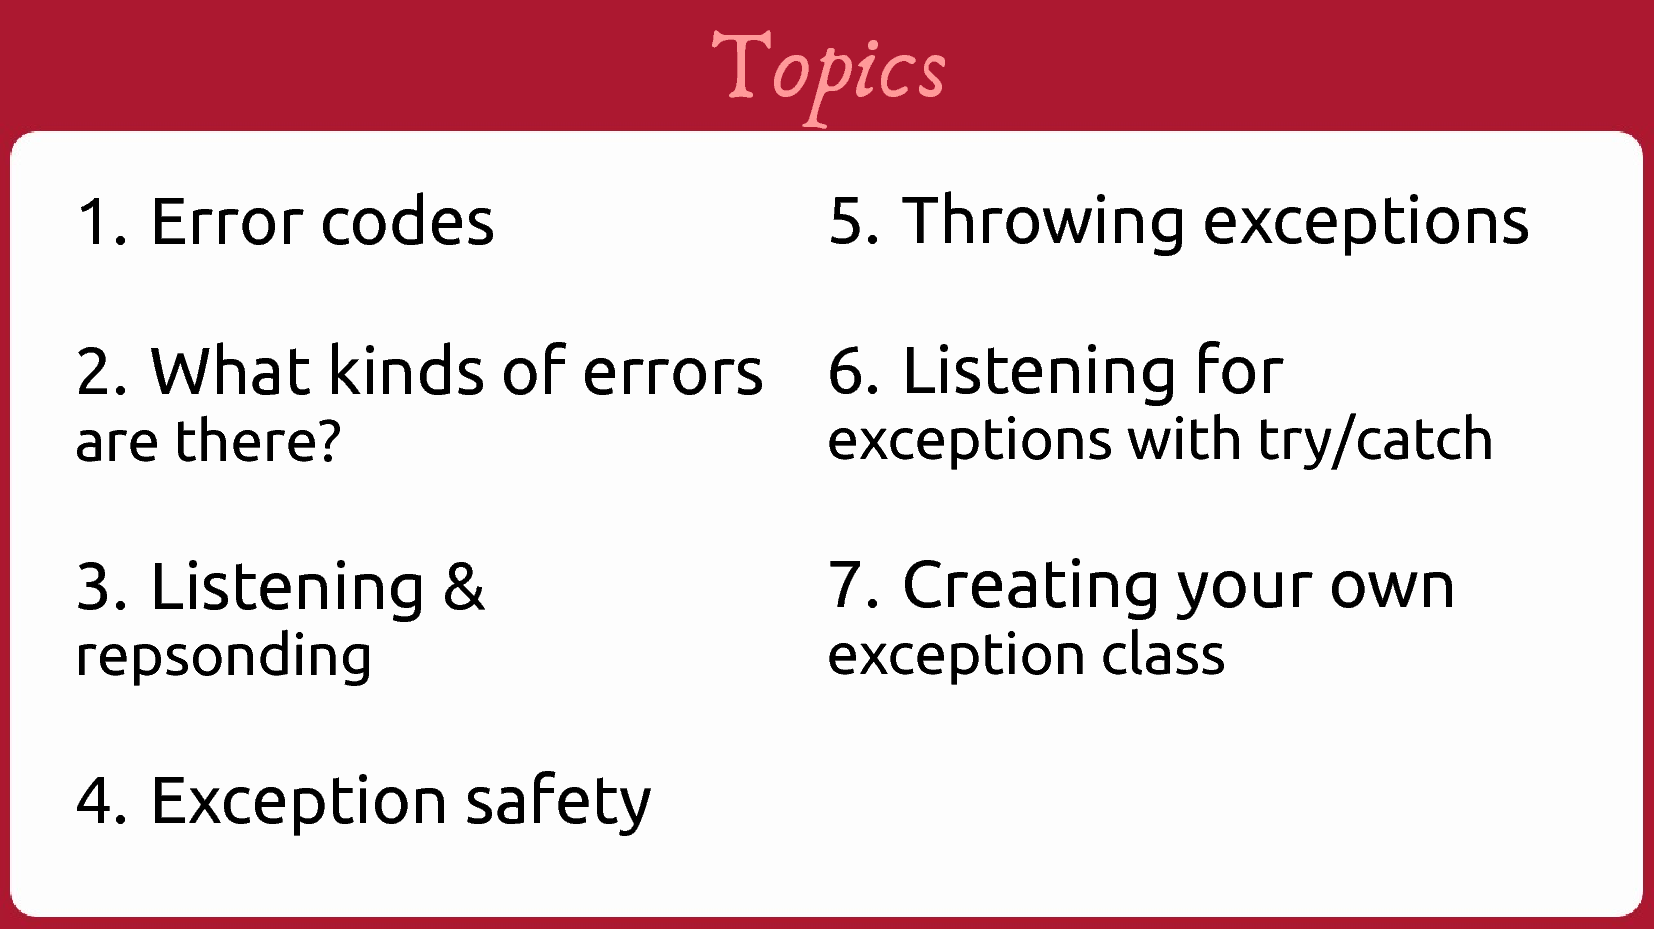 Topics
1. Error codes
2. What kinds of errors
are there?
3. Listening &
repsonding
4. Exception safety
5. Throwing exceptions
6. Listening for
exceptions with try/catch
7. Creating your own
exception class